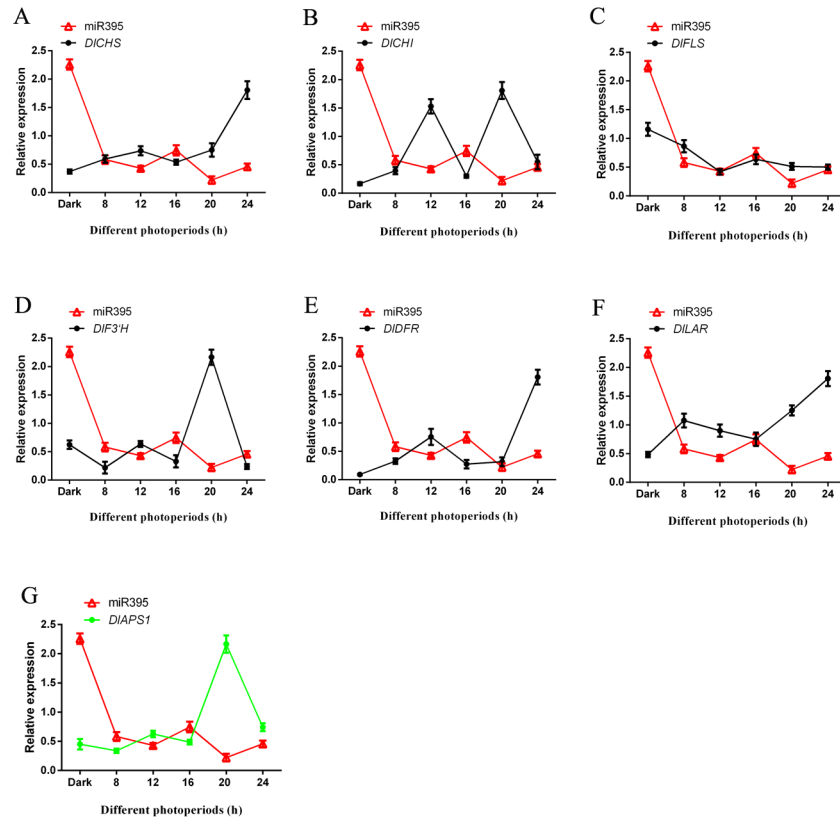 A
miR395
DlCHS
Relative expression
2.5
2.0
1.5
1.0
0.5
0.0
Dark 8 12 16 20 24
Different photoperiods (h)
B
miR395
DlCHI
Relative expression
2.5
2.0
1.5
1.0
0.5
0.0
Dark 8 12 16 20 24
Different photoperiods (h)
C
miR395
DlFLS
Relative expression
2.5
2.0
1.5
1.0
0.5
0.0
Dark 8 12 16 20 24
Different photoperiods (h)
D
miR395
DlF3'H
Relative expression
2.5
2.0
1.5
1.0
0.5
0.0
Dark 8 12 16 20 24
Different photoperiods (h)
E
miR395
DlDFR
Relative expression
2.5
2.0
1.5
1.0
0.5
0.0
Dark 8 12 16 20 24
Different photoperiods (h)
F
miR395
DlLAR
Relative expression
2.5
2.0
1.5
1.0
0.5
0.0
Dark 8 12 16 20 24
Different photoperiods (h)
G
miR395
DlAPS1
Relative expression
2.5
2.0
1.5
1.0
0.5
0.0
Dark 8 12 16 20 24
Different photoperiods (h)